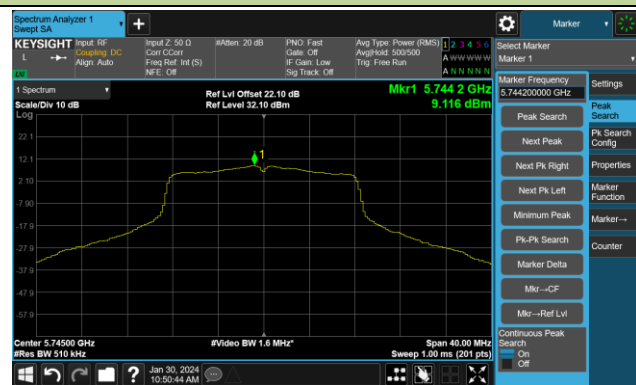 Spectrum Analyzer 1
Swept SA
Marker
KEYSIGHT
L
Input: RF
Coupling: DC
Align: Auto
Input Z: 50 Ω
Corr CCorr
Freq Ref: Int (S)
NFE: Off
#Atten: 20 dB
PNO: Fast
Gate: Off
IF Gain: Low
Sig Track: Off
Avg Type: Power (RMS)
Avg|Hold: 500/500
Trig: Free Run
1 2 3 4 5 6
A W W W W W
A N N N N N
Select Marker
Marker 1
1 Spectrum
Scale/Div 10 dB
Log
Ref Lvl Offset 22.10 dB
Ref Level 32.10 dBm
Mkr1 5.744 2 GHz
9.116 dBm
22.1
12.1
2.10
-7.90
-17.9
-27.9
-37.9
-47.9
-57.9
1
Center 5.74500 GHz
#Res BW 510 kHz
#Video BW 1.6 MHz*
Span 40.00 MHz
Sweep 1.00 ms (201 pts)
Marker Frequency
5.744200000 GHz
Peak Search
Next Peak
Next Pk Right
Next Pk Left
Minimum Peak
Pk-Pk Search
Marker Delta
Mkr→CF
Mkr→Ref Lvl
Continuous Peak
Search
On
Off
Settings
Peak
Search
Pk Search
Config
Properties
Marker
Function
Marker→
Counter
?
Jan 30, 2024
10:50:44 AM